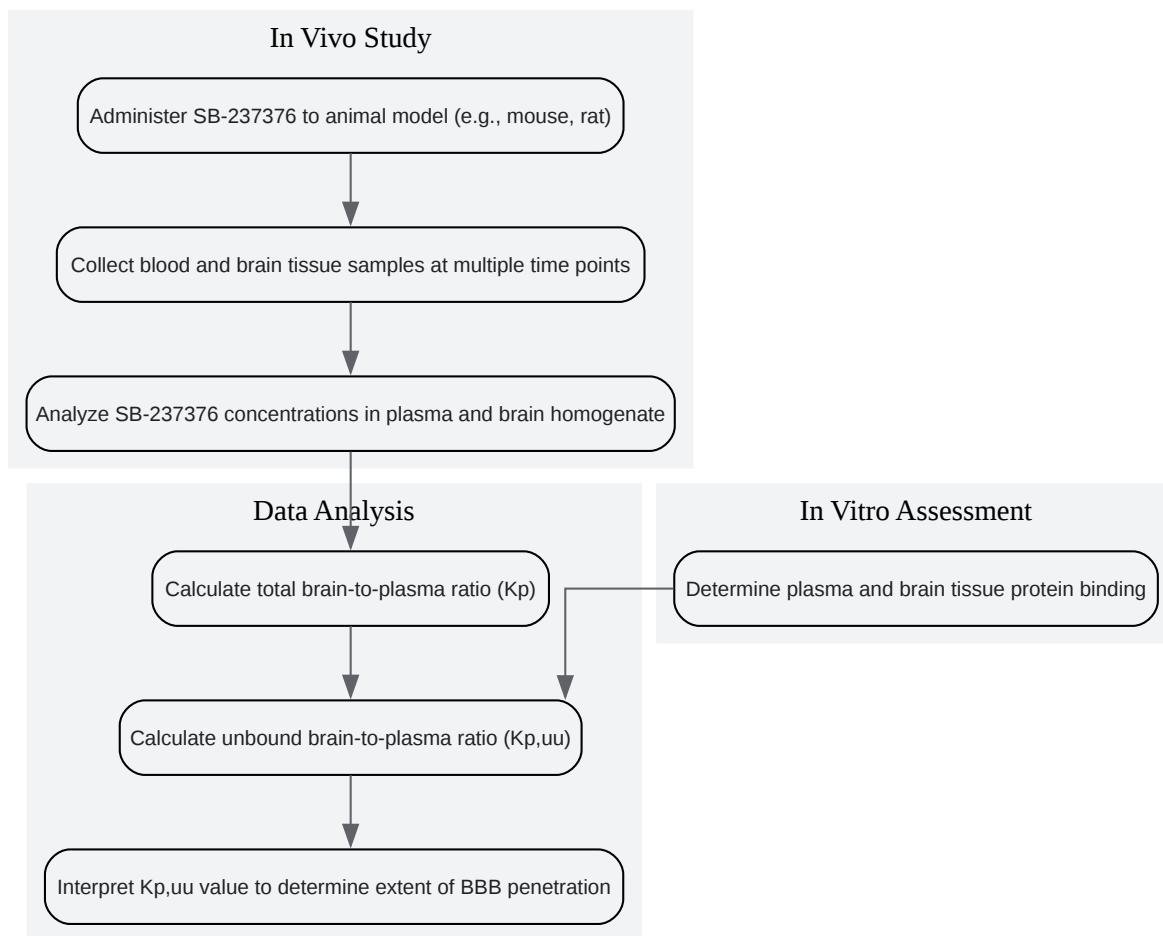 In Vivo Study
Administer SB-237376 to animal model (e.g., mouse, rat)
Collect blood and brain tissue samples at multiple time points
Analyze SB-237376 concentrations in plasma and brain homogenate
Data Analysis
Calculate total brain-to-plasma ratio (Kp)
Calculate unbound brain-to-plasma ratio (Kp,uu)
Interpret Kp,uu value to determine extent of BBB penetration
In Vitro Assessment
Determine plasma and brain tissue protein binding